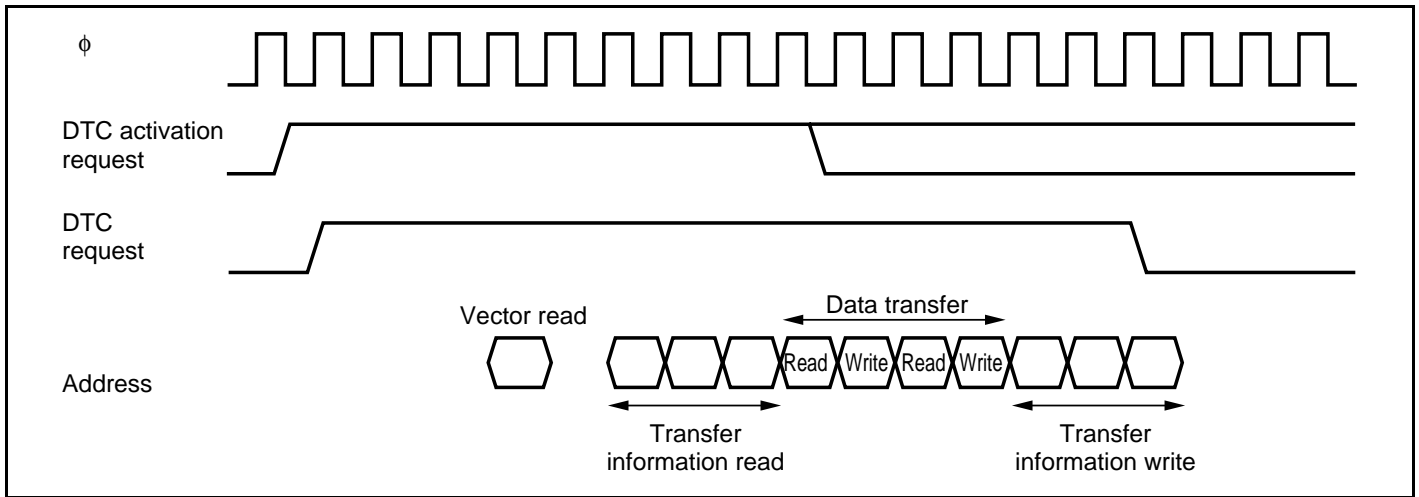 ϕ
DTC activation
request
DTC
request
Vector read
Data transfer
Address
Read Write Read Write
Transfer
information read
Transfer
information write